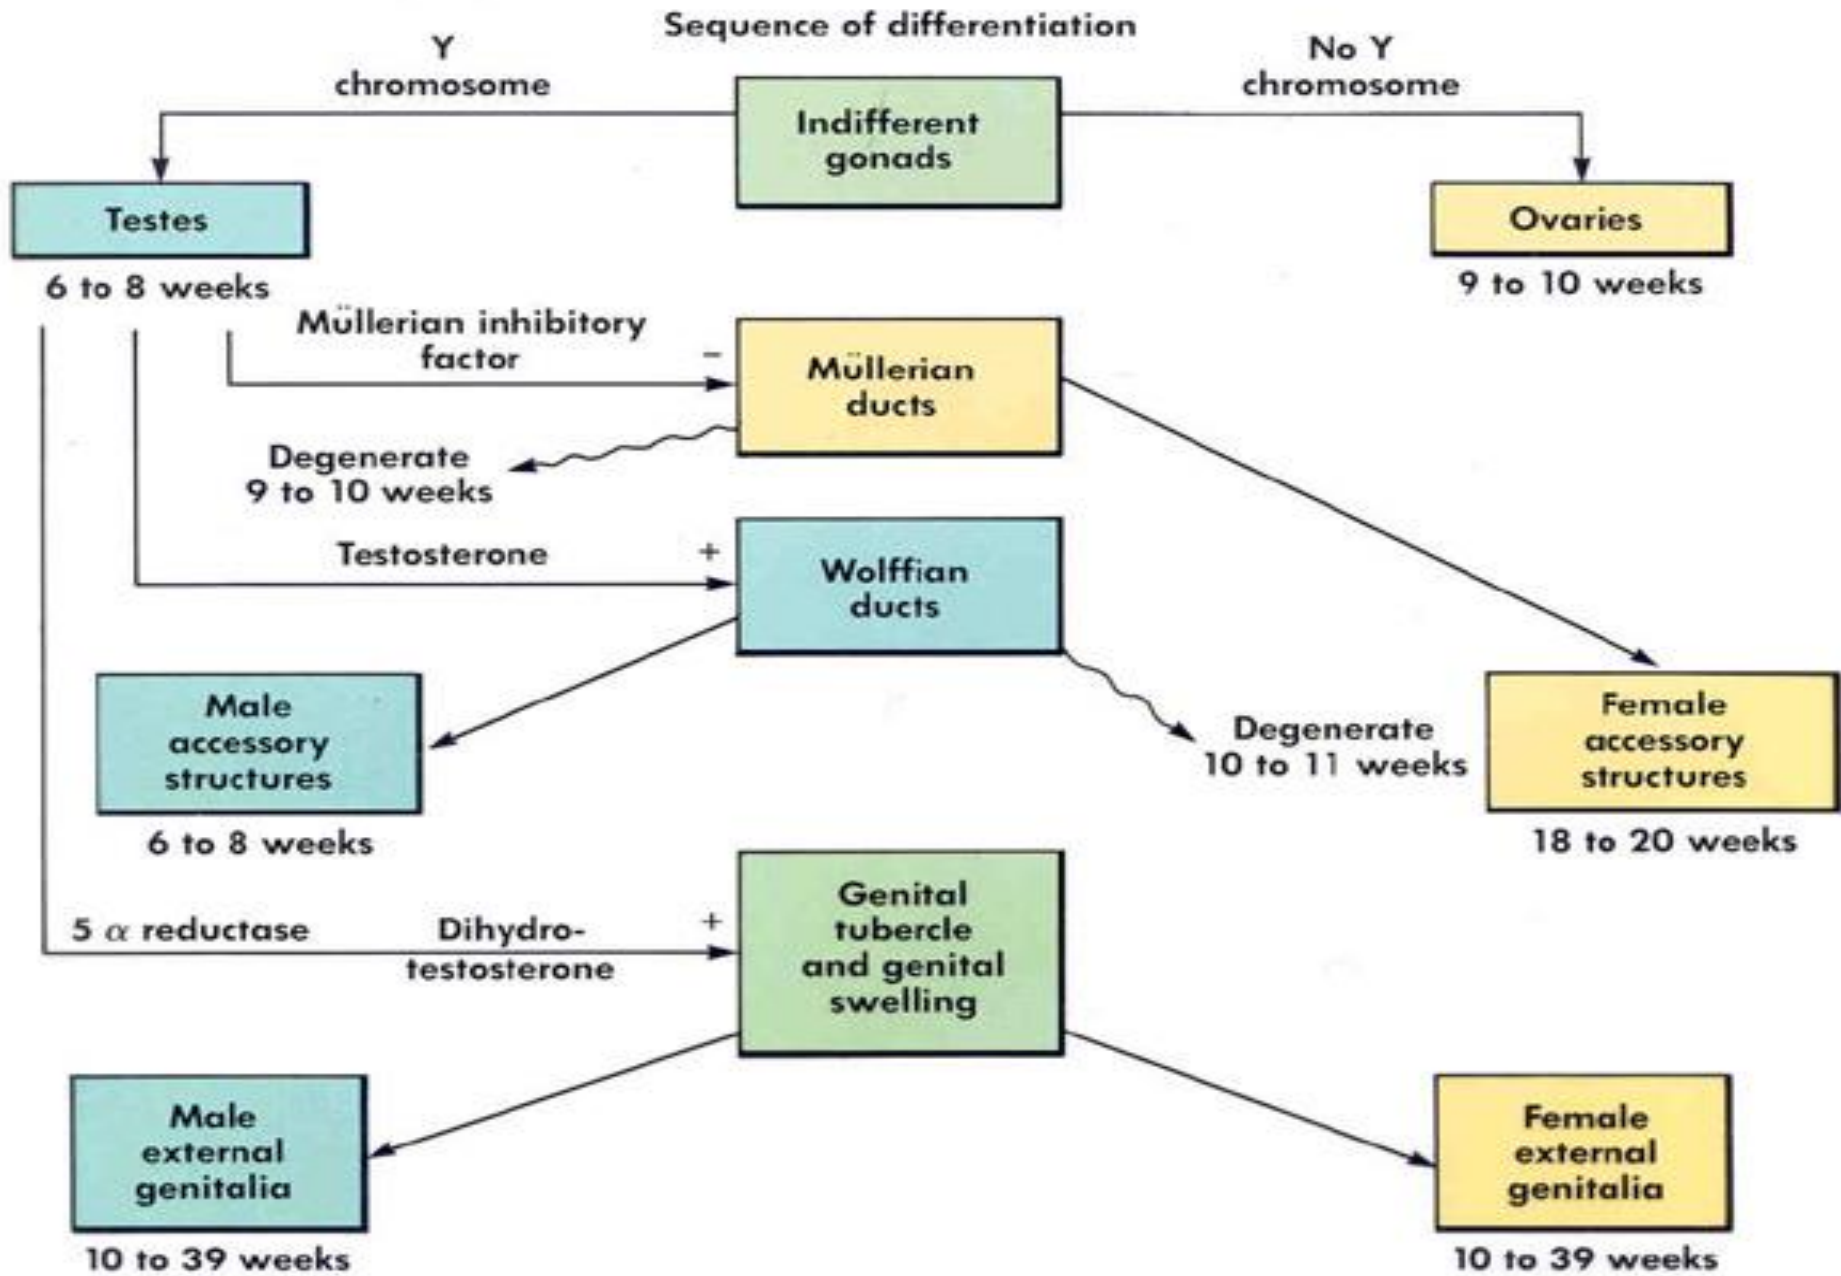 Sequence of differentiation
Y
chromosome
No Y
chromosome
Indifferent
gonads
Testes
6 to 8 weeks
Ovaries
9 to 10 weeks
Müllerian inhibitory
factor
−
Müllerian
ducts
Degenerate
9 to 10 weeks
Testosterone
+
Wolffian
ducts
Male
accessory
structures
6 to 8 weeks
Degenerate
10 to 11 weeks
Female
accessory
structures
18 to 20 weeks
5 α reductase
Dihydro-
testosterone
+
Genital
tubercle
and genital
swelling
Male
external
genitalia
10 to 39 weeks
Female
external
genitalia
10 to 39 weeks